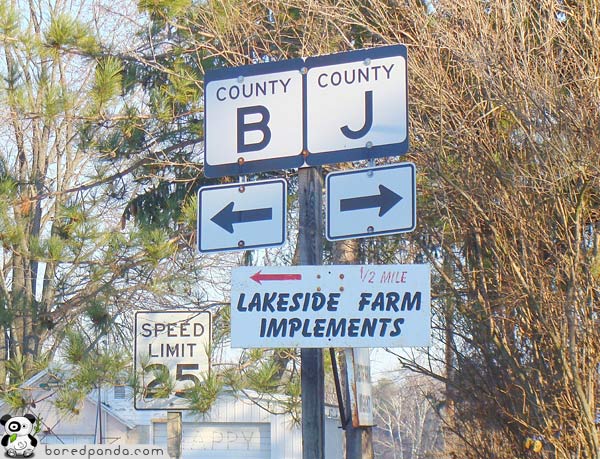 COUNTY
B
COUNTY
J
1/2 MILE
LAKESIDE FARM
IMPLEMENTS
SPEED
LIMIT
25
boredpanda.com